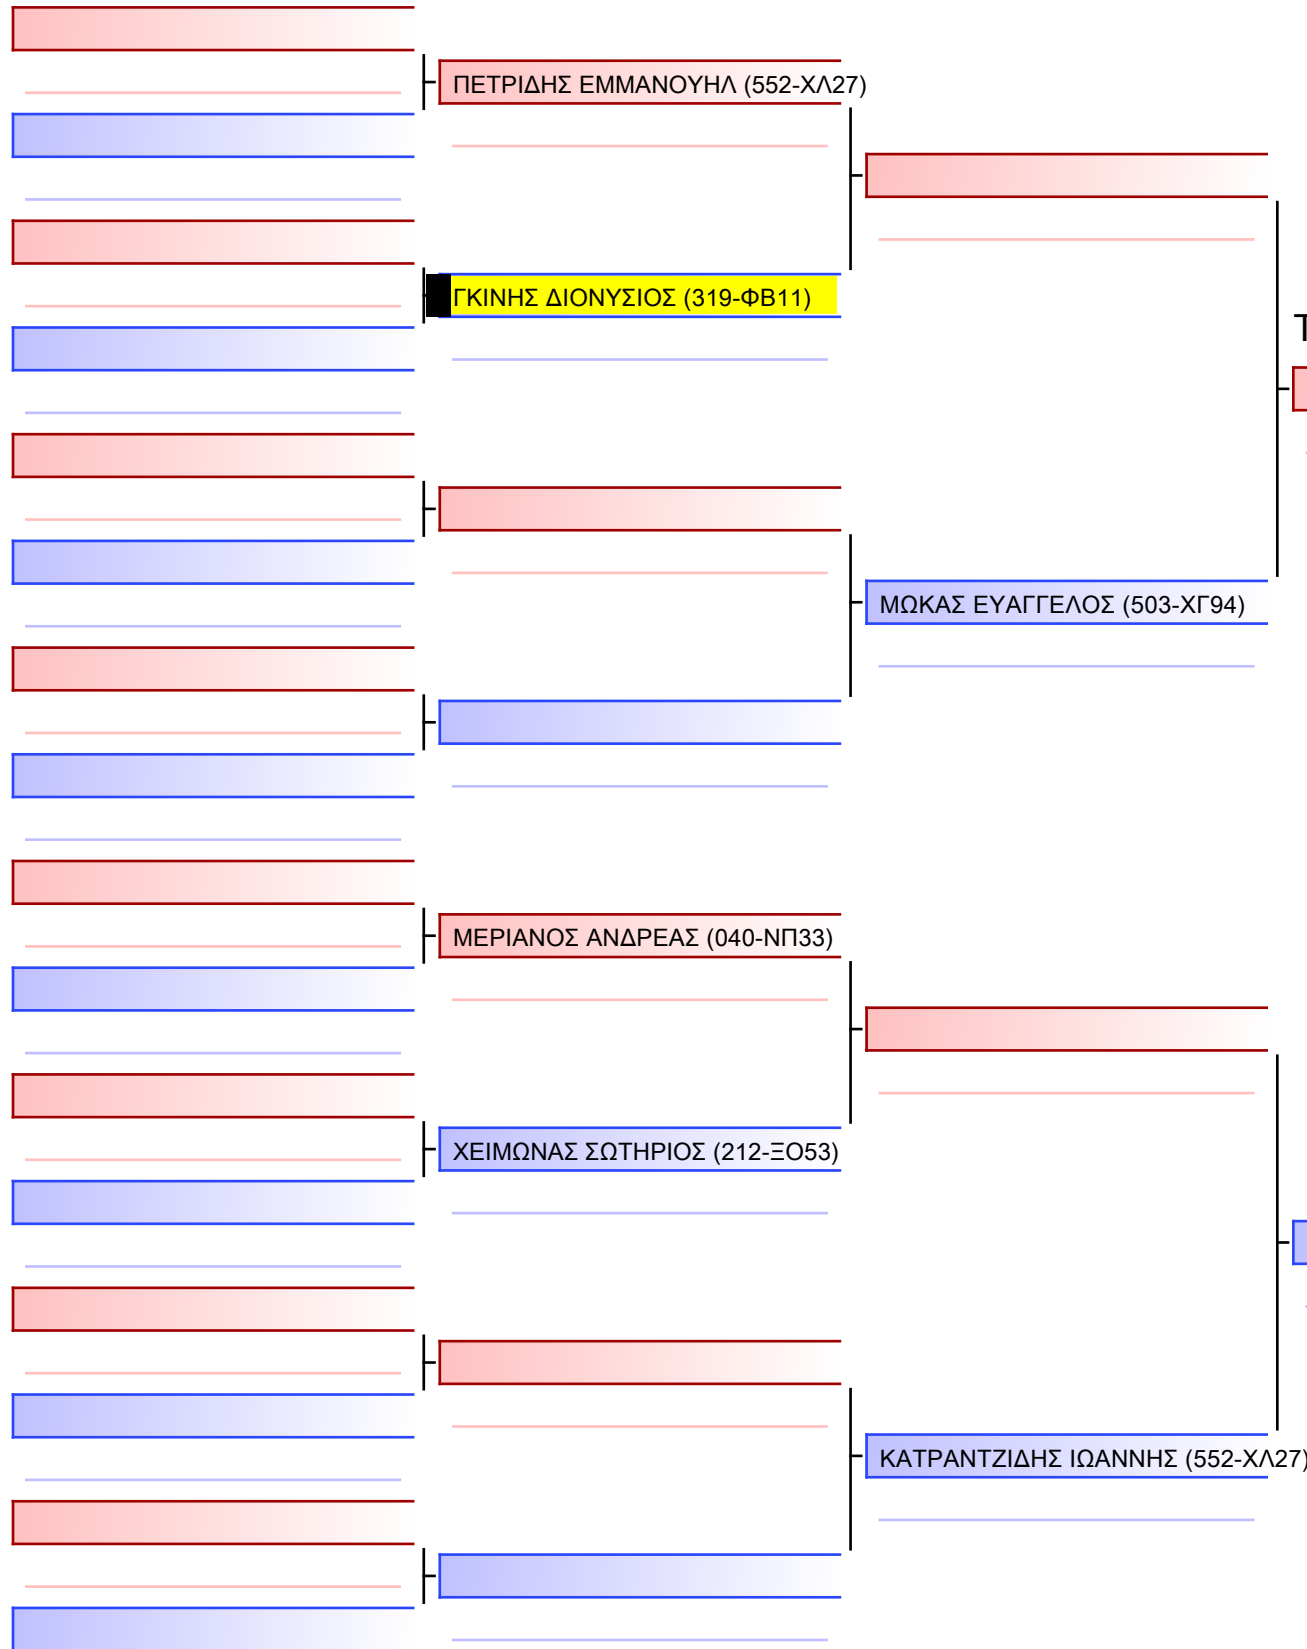 ΠΕΤΡΙΔΗΣ ΕΜΜΑΝΟΥΗΛ (552-ΧΛ27)
ΓΚΙΝΗΣ ΔΙΟΝΥΣΙΟΣ (319-ΦΒ11)
ΜΩΚΑΣ ΕΥΑΓΓΕΛΟΣ (503-ΧΓ94)
ΜΕΡΙΑΝΟΣ ΑΝΔΡΕΑΣ (040-ΝΠ33)
ΧΕΙΜΩΝΑΣ ΣΩΤΗΡΙΟΣ (212-ΞΟ53)
ΚΑΤΡΑΝΤΖΙΔΗΣ ΙΩΑΝΝΗΣ (552-ΧΛ27)